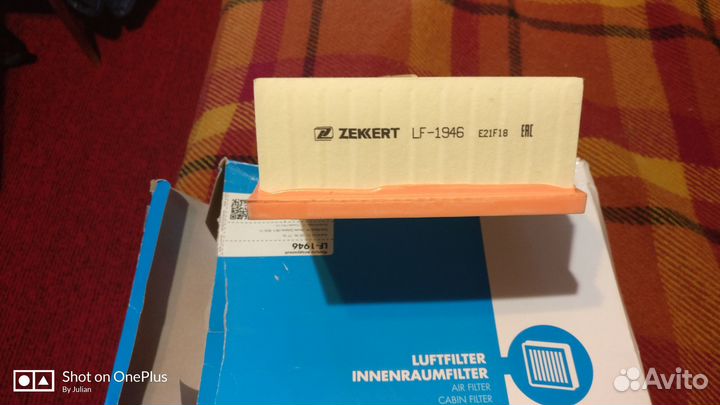 ZEKKERT LF-1946 E21F18 EAC
LF-1946
LUFTFILTER
INNENRAUMFILTER
AIR FILTER
CABIN FILTER
Shot on OnePlus
By Julian
Avito